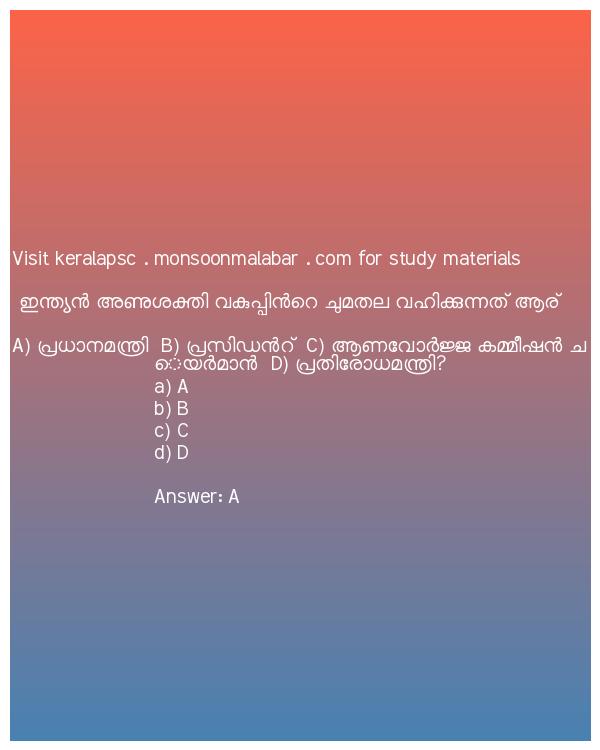 Visit keralapsc . monsoonmalabar . com for study materials
ഇന്ത്യൻ അണുശക്തി വകുപ്പിൻറെ ചുമതല വഹിക്കുന്നത് ആര്
A) പ്രധാനമന്ത്രി B) പ്രസിഡൻറ് C) ആണവോർജ്ജ കമ്മീഷൻ ച
െയർമാൻ D) പ്രതിരോധമന്ത്രി?
a) A
b) B
c) C
d) D
Answer: A